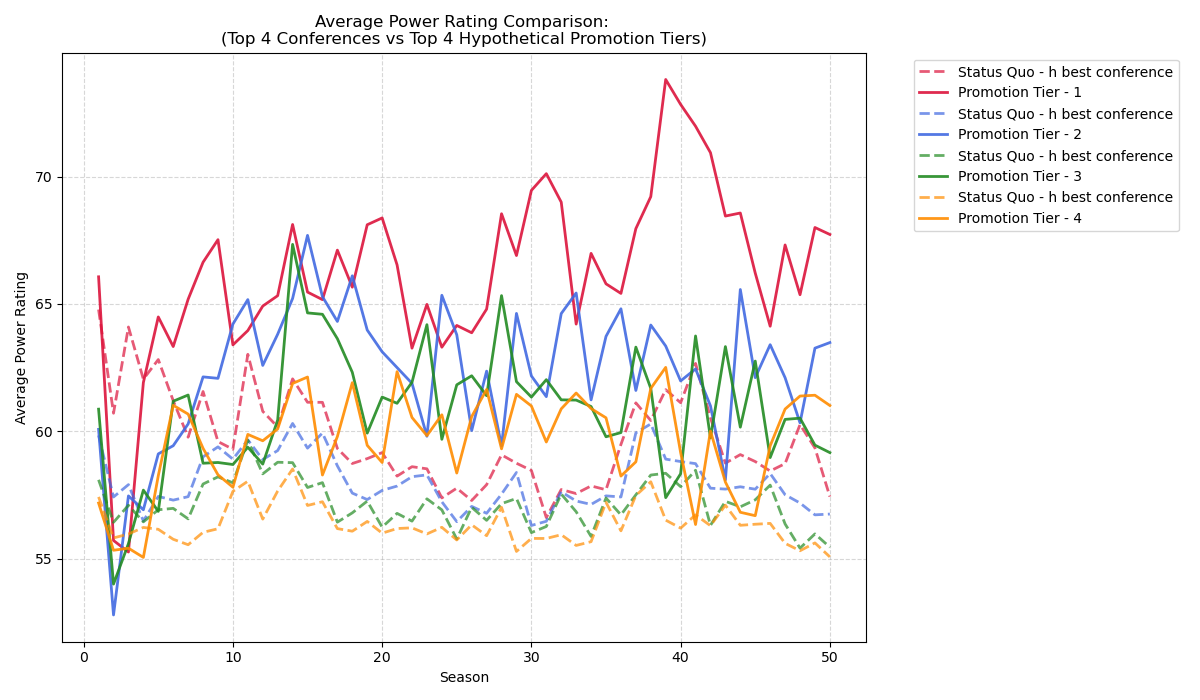 Average Power Rating Comparison:
(Top 4 Conferences vs Top 4 Hypothetical Promotion Tiers)
Average Power Rating
70
65
60
55
0 10 20 30 40 50
Season
Status Quo - h best conference
Promotion Tier - 1
Status Quo - h best conference
Promotion Tier - 2
Status Quo - h best conference
Promotion Tier - 3
Status Quo - h best conference
Promotion Tier - 4